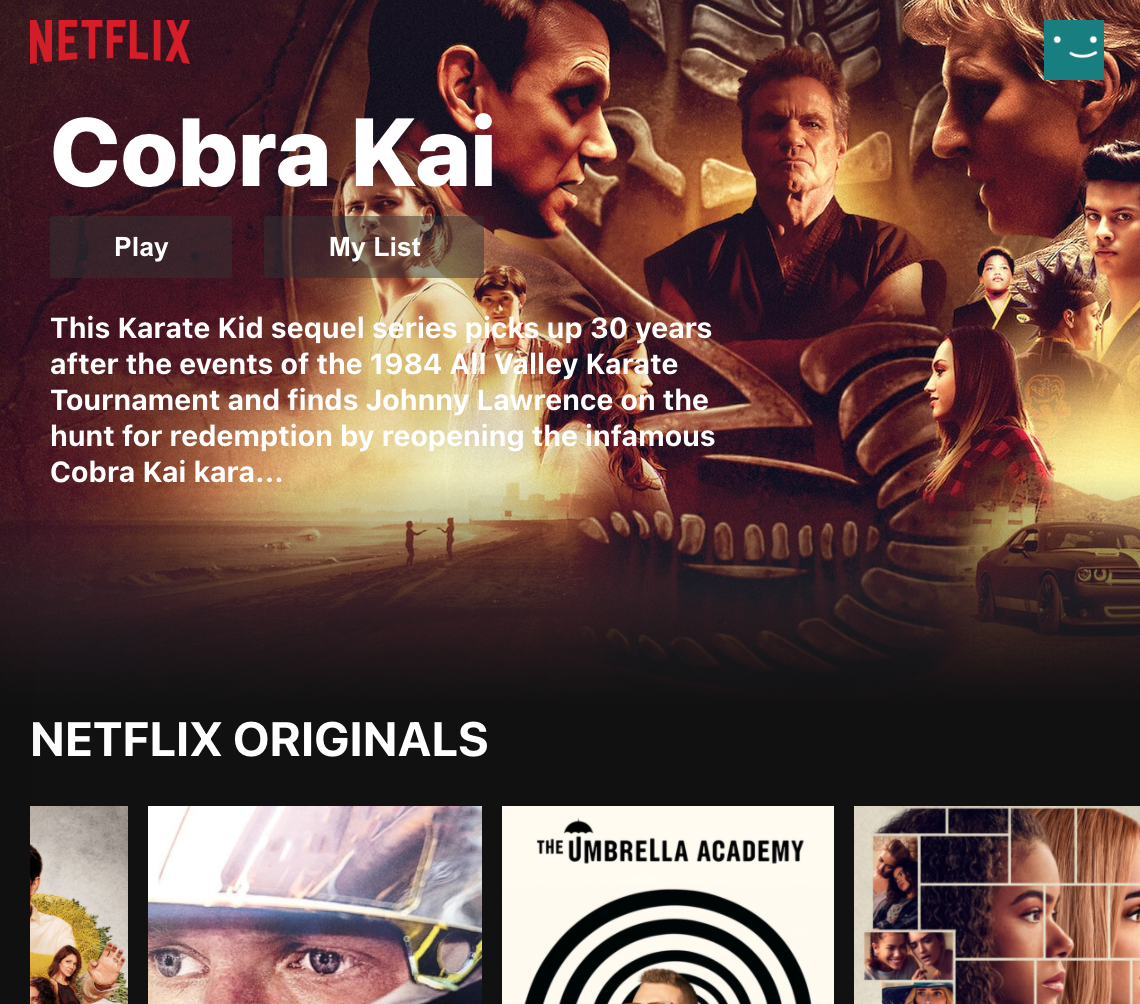 NETFLIX
Cobra Kai
Play
My List
This Karate Kid sequel series picks up 30 years
after the events of the 1984 All Valley Karate
Tournament and finds Johnny Lawrence on the
hunt for redemption by reopening the infamous
Cobra Kai kara...
NETFLIX ORIGINALS
THE UMBRELLA ACADEMY